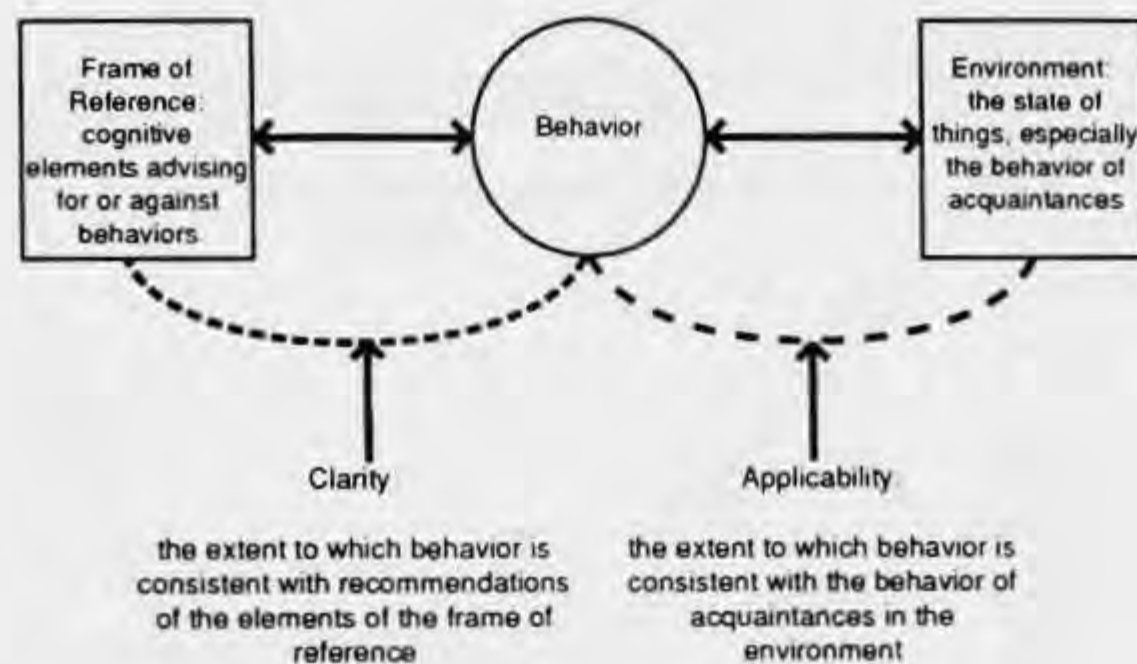 Frame of
Reference:
cognitive
elements advising
for or against
behaviors
Behavior
Environment:
the state of
things, especially
the behavior of
acquaintances
Clarity
the extent to which behavior is
consistent with recommendations
of the elements of the frame of
reference
Applicability
the extent to which behavior is
consistent with the behavior of
acquaintances in the
environment